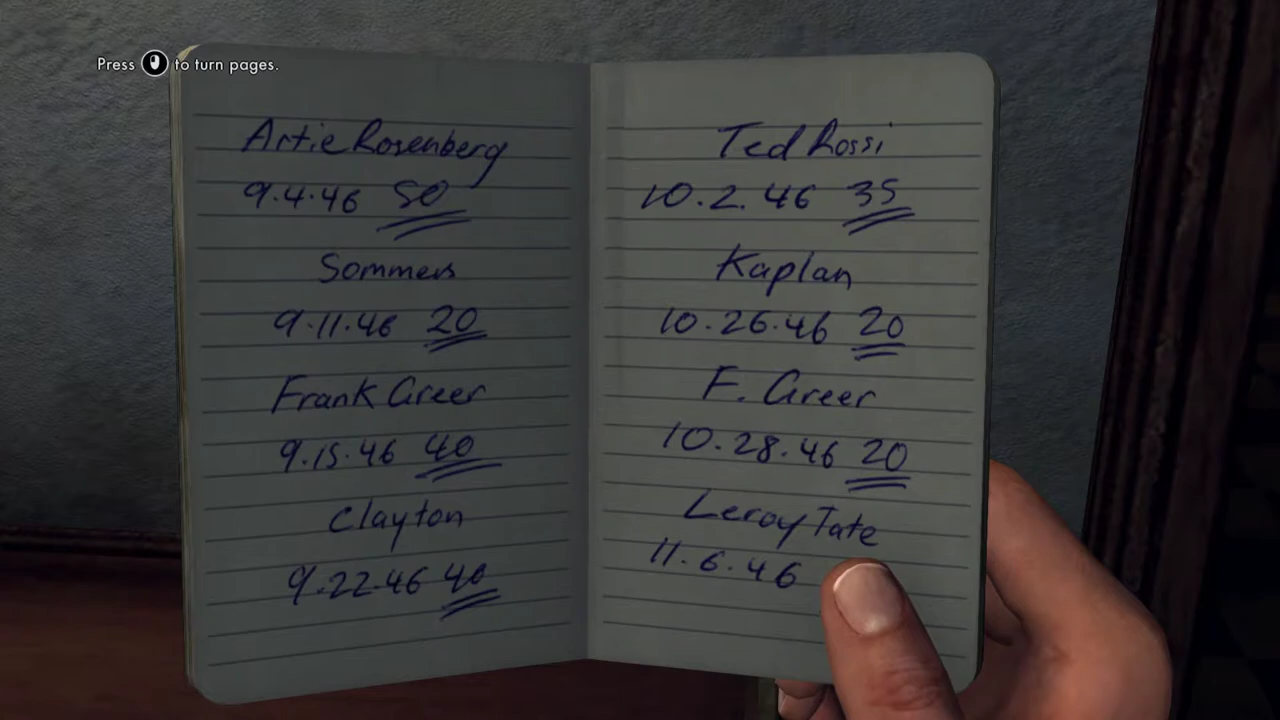 Press to turn pages.
Artie Rosenberg
9.4.46 50
Sommers
9.11.46 20
Frank Greer
9.15.46 40
Clayton
9.22.46 40
Ted Rossi
10.2.46 35
Kaplan
10.26.46 20
F. Greer
10.28.46 20
Leroy Tate
11.6.46